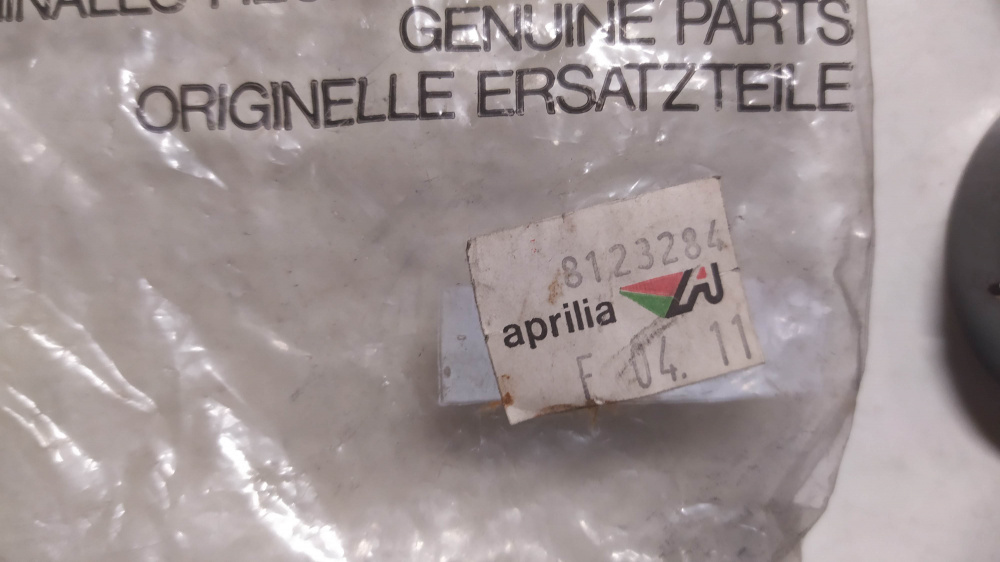 GENUINE PARTS
ORIGINELLE ERSATZTEILE
8123284
aprilia
F 04. 11